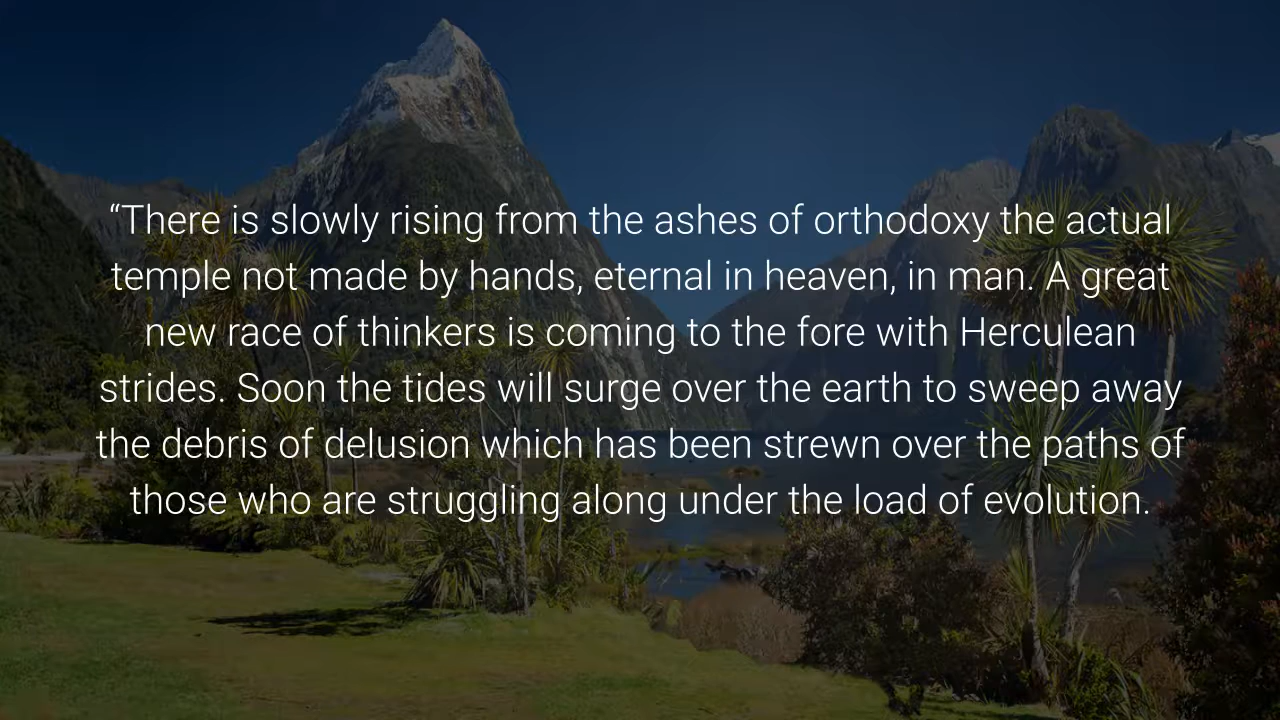 “There is slowly rising from the ashes of orthodoxy the actual
temple not made by hands, eternal in heaven, in man. A great
new race of thinkers is coming to the fore with Herculean
strides. Soon the tides will surge over the earth to sweep away
the debris of delusion which has been strewn over the paths of
those who are struggling along under the load of evolution.